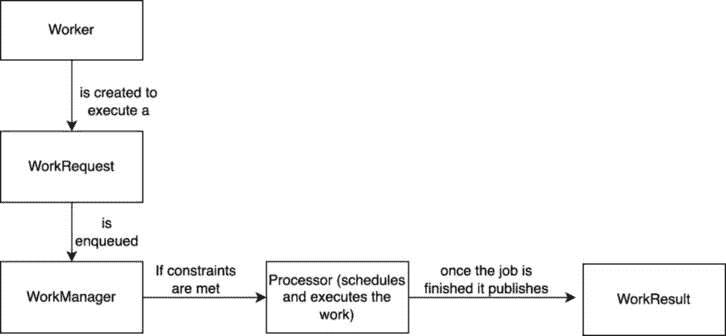 Worker
is created to
execute a
WorkRequest
is
enqueued
WorkManager
If constraints
are met
Processor (schedules
and executes the
work)
once the job is
finished it publishes
WorkResult